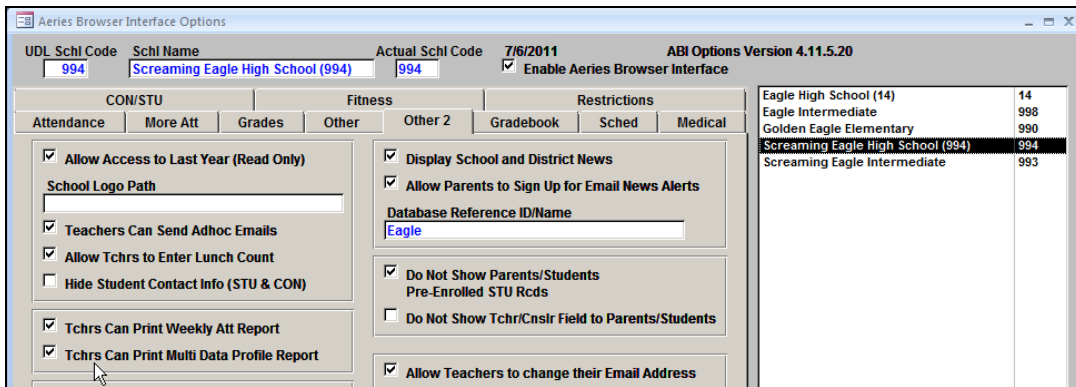 Aeries Browser Interface Options
UDL Schl Code Schl Name Actual Schl Code 7/6/2011 ABI Options Version 4.11.5.20
994 Screaming Eagle High School (994) 994 Enable Aeries Browser Interface
CON/STU Fitness Restrictions
Attendance More Att Grades Other Other 2 Gradebook Sched Medical
Allow Access to Last Year (Read Only)
School Logo Path
Teachers Can Send Adhoc Emails
Allow Tchrs to Enter Lunch Count
Hide Student Contact Info (STU & CON)
Tchrs Can Print Weekly Att Report
Tchrs Can Print Multi Data Profile Report
Display School and District News
Allow Parents to Sign Up for Email News Alerts
Database Reference ID/Name
Eagle
Do Not Show Parents/Students
Pre-Enrolled STU Rcds
Do Not Show Tchr/Cnslr Field to Parents/Students
Allow Teachers to change their Email Address
Eagle High School (14) 14
Eagle Intermediate 998
Golden Eagle Elementary 990
Screaming Eagle High School (994) 994
Screaming Eagle Intermediate 993